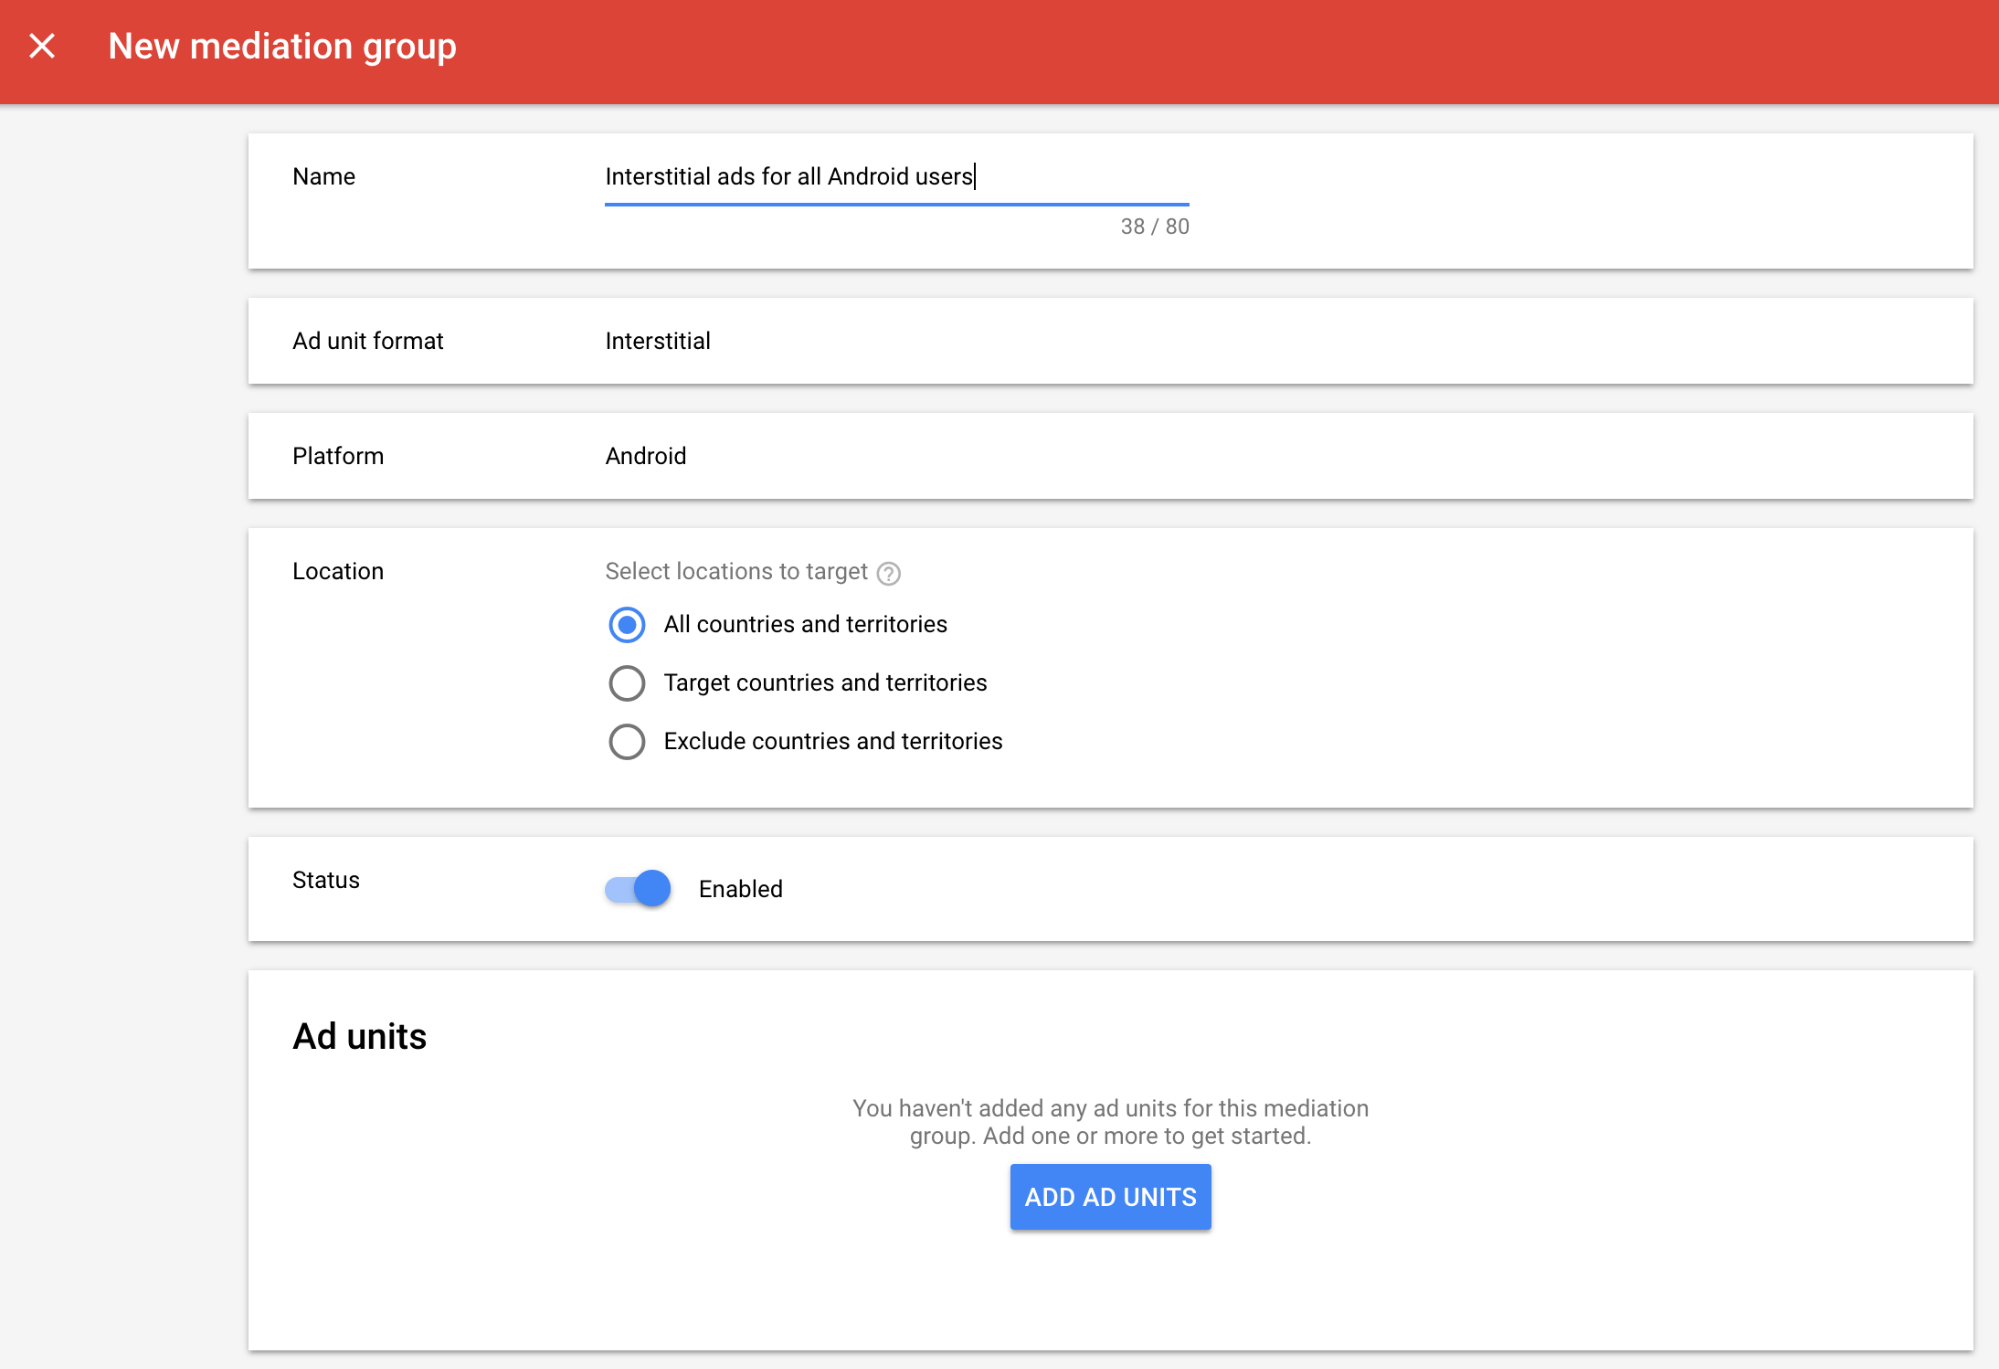 New mediation group
Name
Interstitial ads for all Android users
38 / 80
Ad unit format
Interstitial
Platform
Android
Location
Select locations to target ?
All countries and territories
Target countries and territories
Exclude countries and territories
Status
Enabled
Ad units
You haven't added any ad units for this mediation
group. Add one or more to get started.
ADD AD UNITS